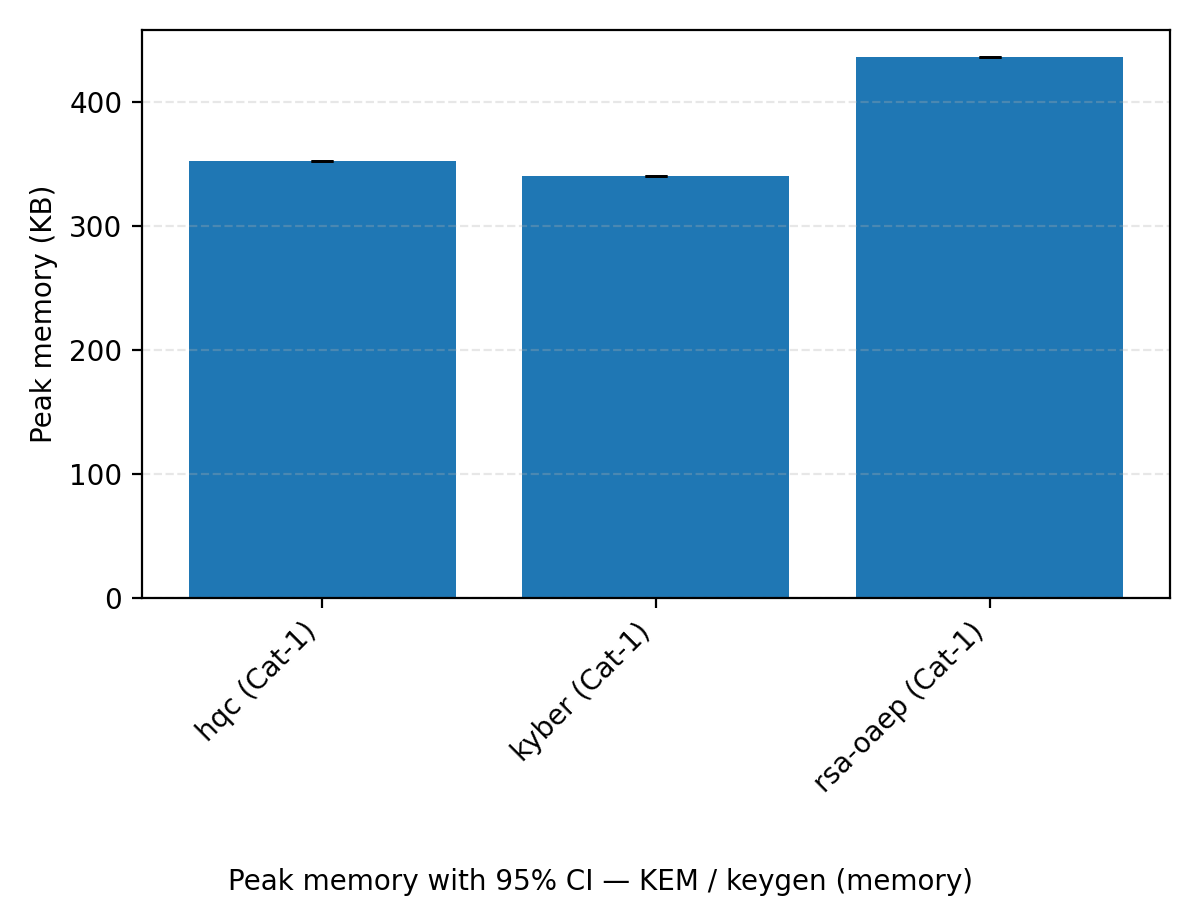 Peak memory (KB)
400
300
200
100
0
hqc (Cat-1)
kyber (Cat-1)
rsa-oaep (Cat-1)
Peak memory with 95% CI — KEM / keygen (memory)